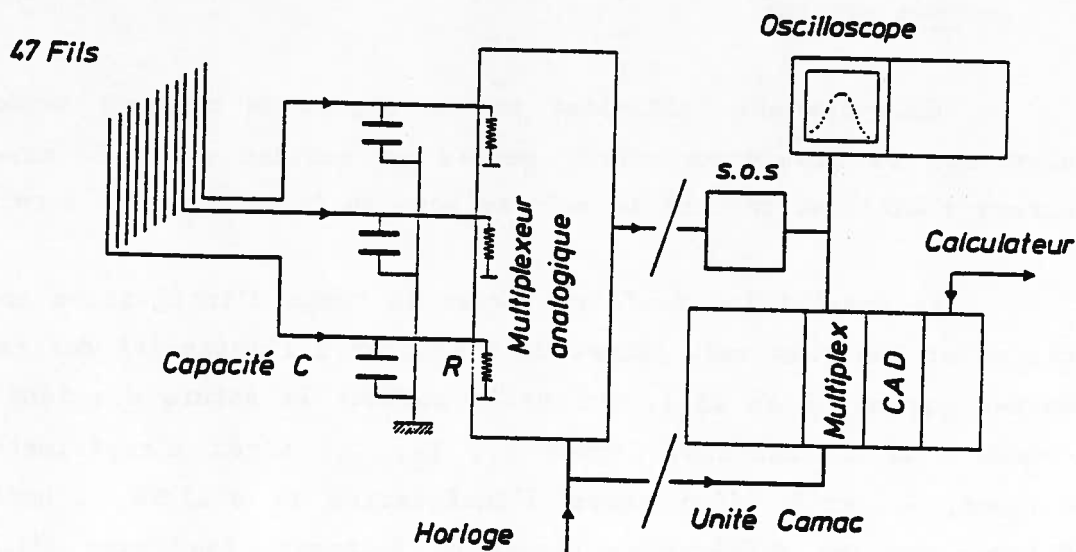 Oscilloscope
47 Fils
s.o.s
Calculateur
Multiplexeur
analogique
Capacité C
R
Multiplex
CAD
Horloge
Unité Camac